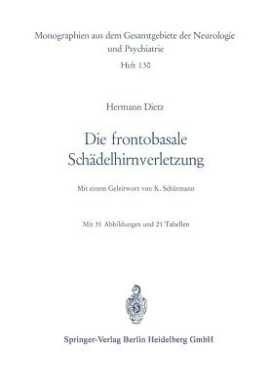 Monographien aus dem Gesamtgebiete der Neurologie
und Psychiatrie
Heft 130
Hermann Dietz
Die frontobasale
Schädelhirnverletzung
Mit einem Geleitwort von K. Schürmann
Mit 31 Abbildungen und 21 Tabellen
Springer-Verlag Berlin Heidelberg GmbH